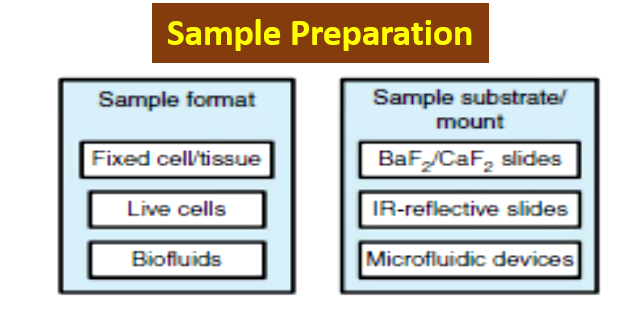 Sample Preparation
Sample format
Fixed cell/tissue
Live cells
Biofluids
Sample substrate/
mount
BaF₂/CaF₂ slides
IR-reflective slides
Microfluidic devices